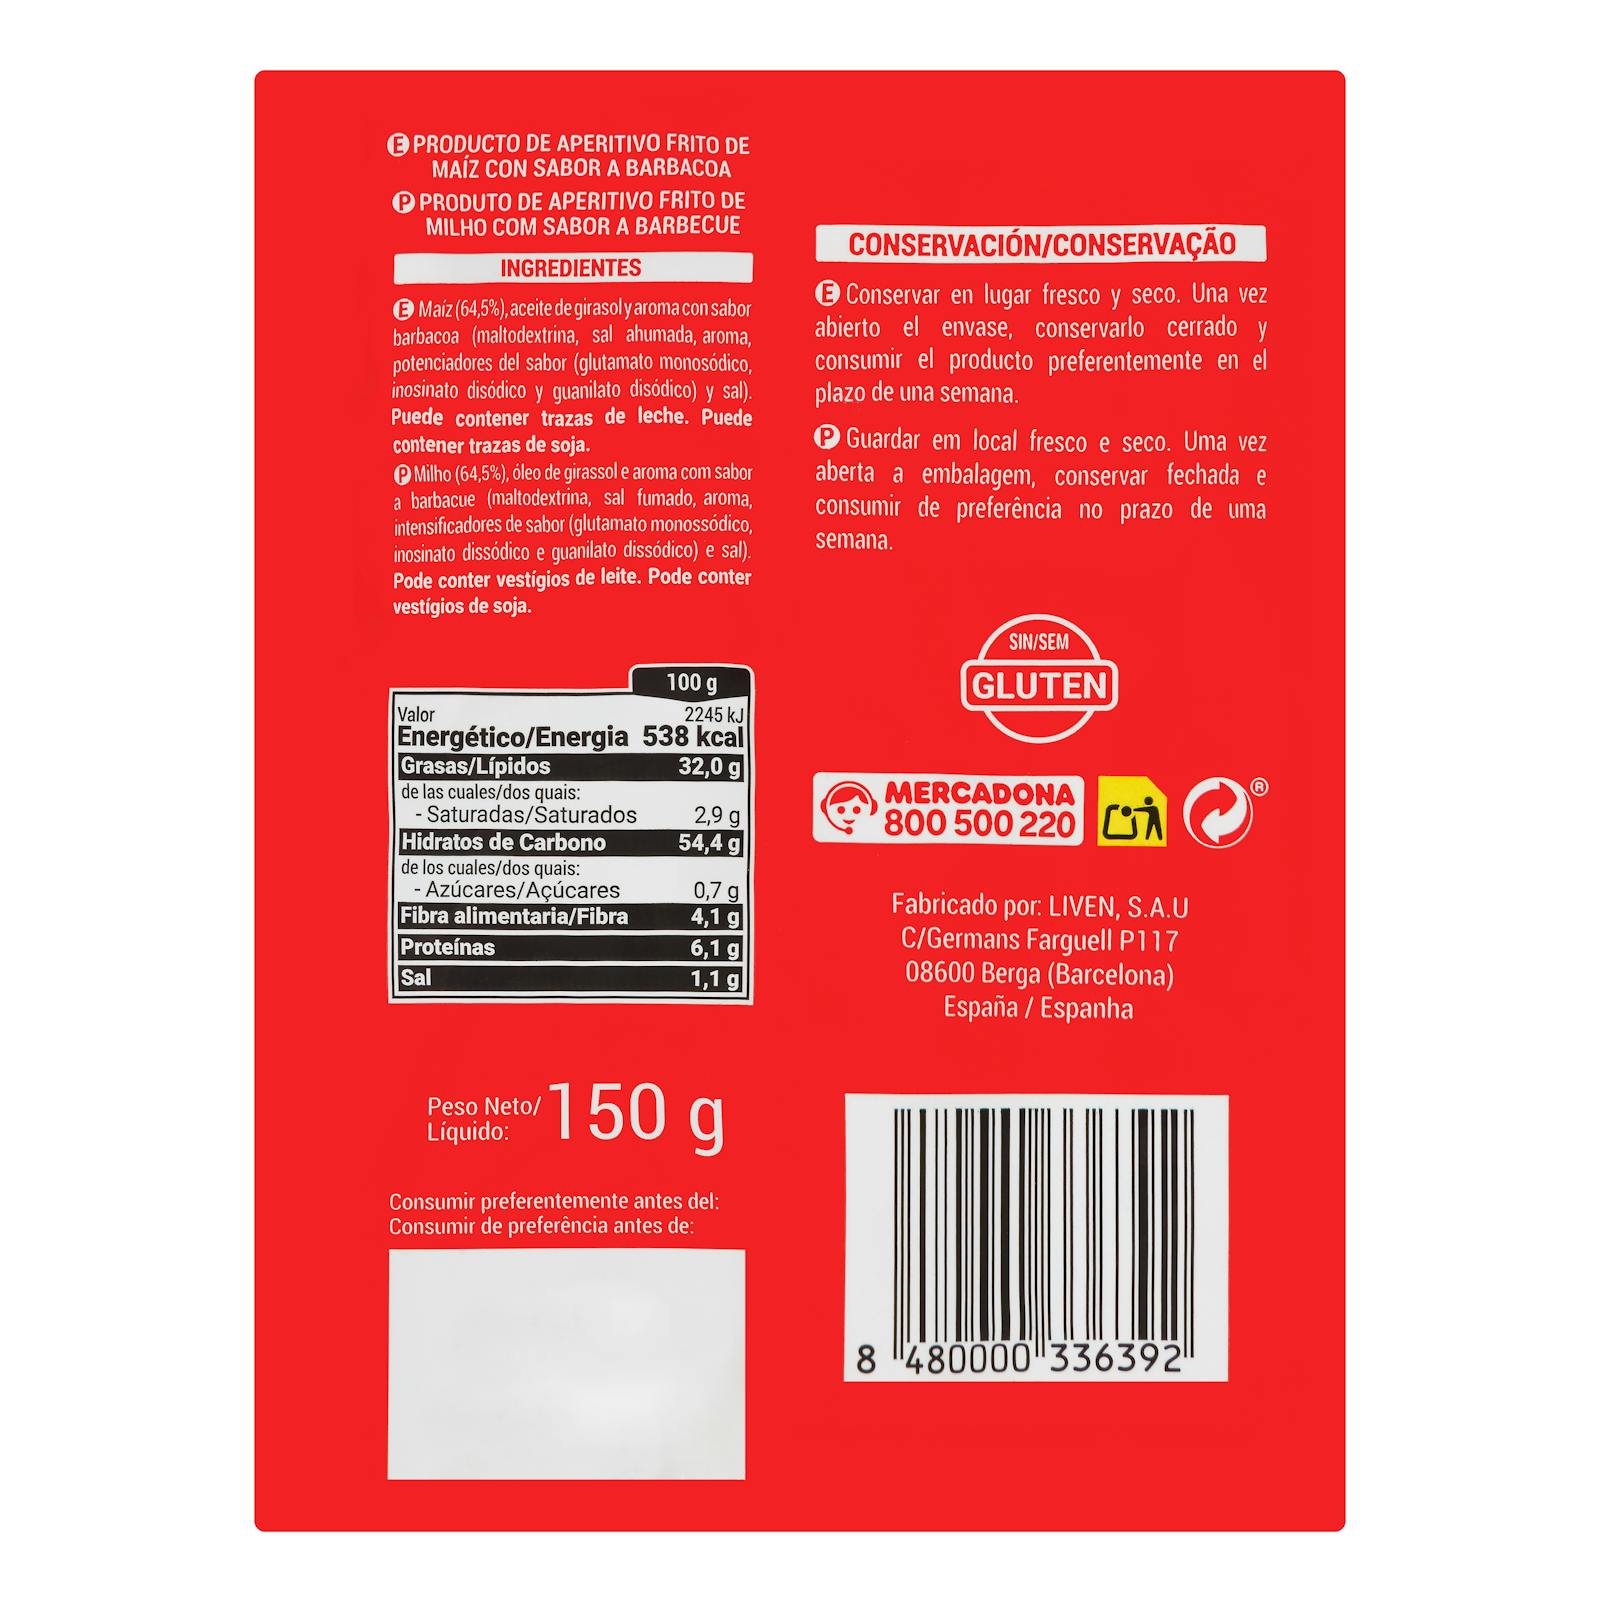 E PRODUCTO DE APERITIVO FRITO DE
MAÍZ CON SABOR A BARBACOA
P PRODUTO DE APERITIVO FRITO DE
MILHO COM SABOR A BARBECUE
INGREDIENTES
E Maíz (64,5%), aceite de girasol y aroma con sabor
barbacoa (maltodextrina, sal ahumada, aroma,
potenciadores del sabor (glutamato monosódico,
inosinato disódico y guanilato disódico) y sal).
Puede contener trazas de leche. Puede
contener trazas de soja.
P Milho (64,5%), óleo de girassol e aroma com sabor
a barbacue (maltodextrina, sal fumado, aroma,
intensificadores de sabor (glutamato monossódico,
inosinato dissódico e guanilato dissódico) e sal).
Pode conter vestígios de leite. Pode conter
vestígios de soja.
100 g
Valor 2245 kJ
Energético/Energia 538 kcal
Grasas/Lípidos 32,0 g
de las cuales/dos quais:
- Saturadas/Saturados 2,9 g
Hidratos de Carbono 54,4 g
de los cuales/dos quais:
- Azúcares/Açúcares 0,7 g
Fibra alimentaria/Fibra 4,1 g
Proteínas 6,1 g
Sal 1,1 g
Peso Neto/
Líquido: 150 g
Consumir preferentemente antes del:
Consumir de preferência antes de:
CONSERVACIÓN/CONSERVAÇÃO
E Conservar en lugar fresco y seco. Una vez
abierto el envase, conservarlo cerrado y
consumir el producto preferentemente en el
plazo de una semana.
P Guardar em local fresco e seco. Uma vez
aberta a embalagem, conservar fechada e
consumir de preferência no prazo de uma
semana.
SIN/SEM
GLUTEN
MERCADONA
800 500 220
®
Fabricado por: LIVEN, S.A.U
C/Germans Farguell P117
08600 Berga (Barcelona)
España / Espanha
8 480000 336392